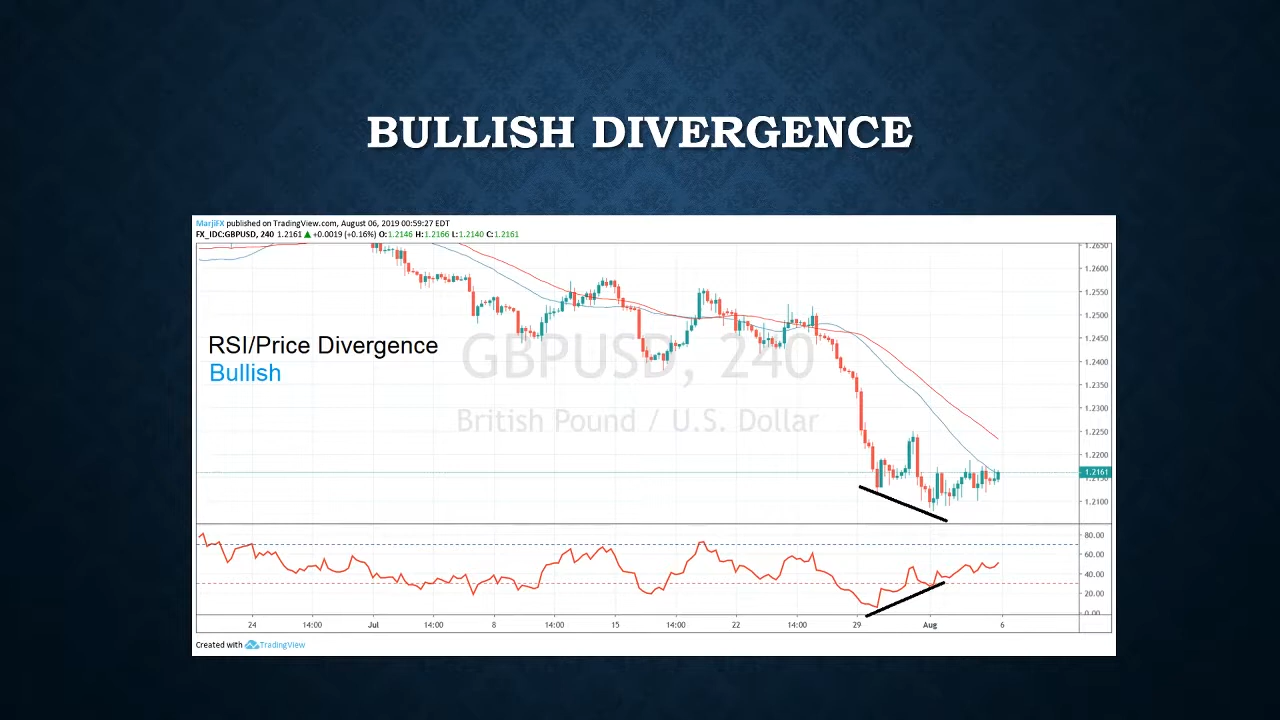 BULLISH DIVERGENCE
MarjiFX published on TradingView.com, August 06, 2019 00:59:27 EDT
FX_IDC:GBPUSD, 240 1.2161 ▲ +0.0019 (+0.16%) O:1.2146 H:1.2166 L:1.2140 C:1.2161
1.2650
1.2600
1.2550
1.2500
RSI/Price Divergence
Bullish
GBPUSD, 240
British Pound / U.S. Dollar
1.2450
1.2400
1.2350
1.2300
1.2250
1.2200
1.2161
1.2150
1.2100
80.00
60.00
40.00
20.00
0.00
24 14:00 Jul 14:00 8 14:00 15 14:00 22 14:00 29 Aug 6
Created with TradingView